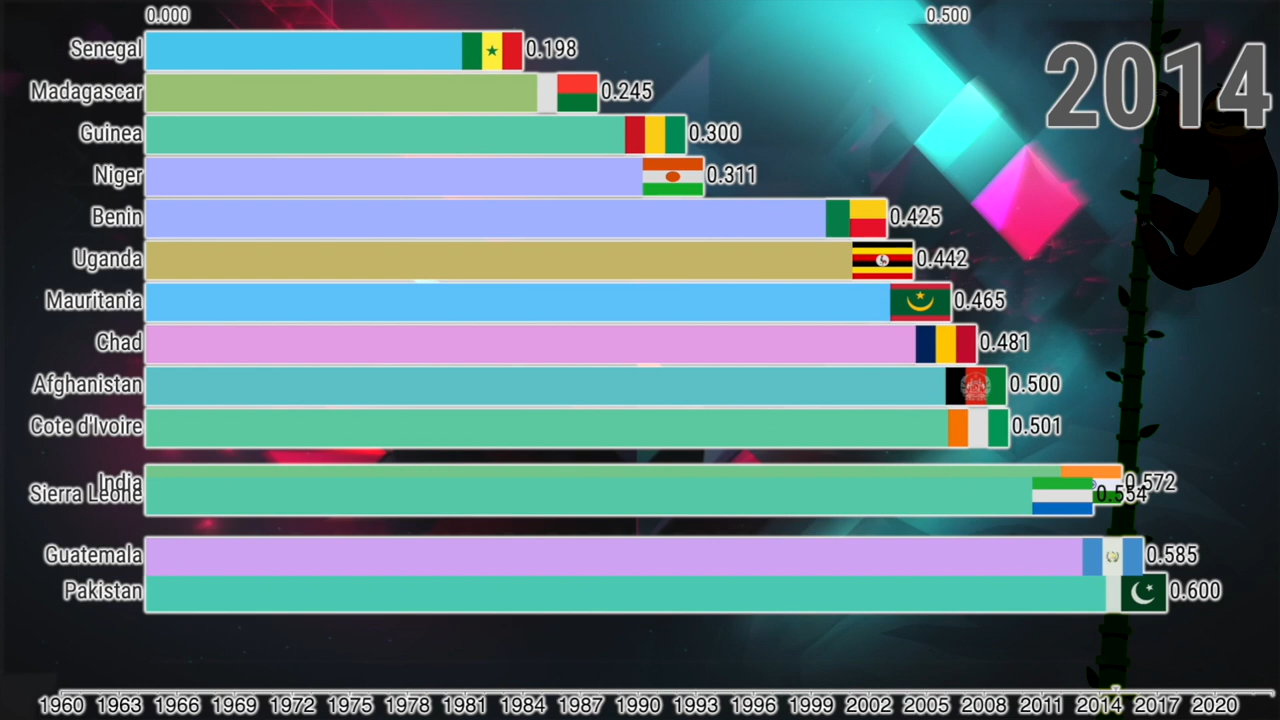 0.000 0.500
2014
Senegal 0.198
Madagascar 0.245
Guinea 0.300
Niger 0.311
Benin 0.425
Uganda 0.442
Mauritania 0.465
Chad 0.481
Afghanistan 0.500
Cote d'Ivoire 0.501
India 0.572
Sierra Leone 0.554
Guatemala 0.585
Pakistan 0.600
1960 1963 1966 1969 1972 1975 1978 1981 1984 1987 1990 1993 1996 1999 2002 2005 2008 2011 2014 2017 2020